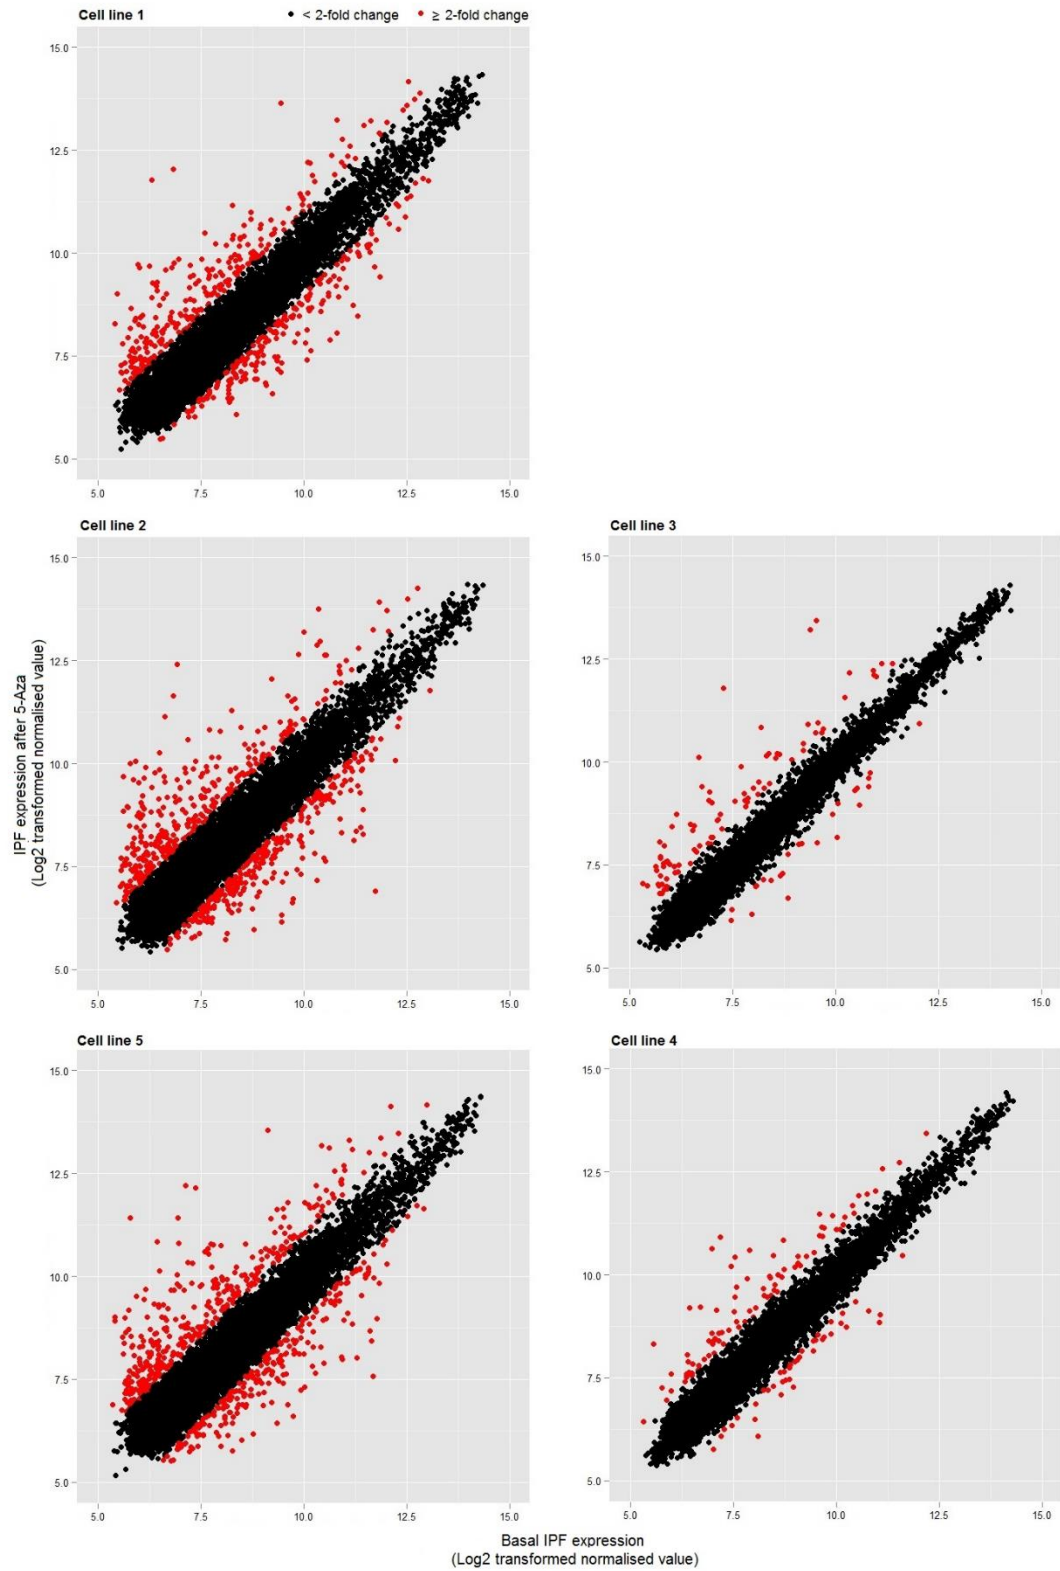 Cell line 1
< 2-fold change
≥ 2-fold change
15.0
12.5
10.0
7.5
5.0
5.0 7.5 10.0 12.5 15.0
Cell line 2
15.0
12.5
10.0
7.5
5.0
5.0 7.5 10.0 12.5 15.0
Cell line 3
15.0
12.5
10.0
7.5
5.0
5.0 7.5 10.0 12.5 15.0
IPF expression after 5-Aza
(Log2 transformed normalised value)
Cell line 5
15.0
12.5
10.0
7.5
5.0
5.0 7.5 10.0 12.5 15.0
Cell line 4
15.0
12.5
10.0
7.5
5.0
5.0 7.5 10.0 12.5 15.0
Basal IPF expression
(Log2 transformed normalised value)